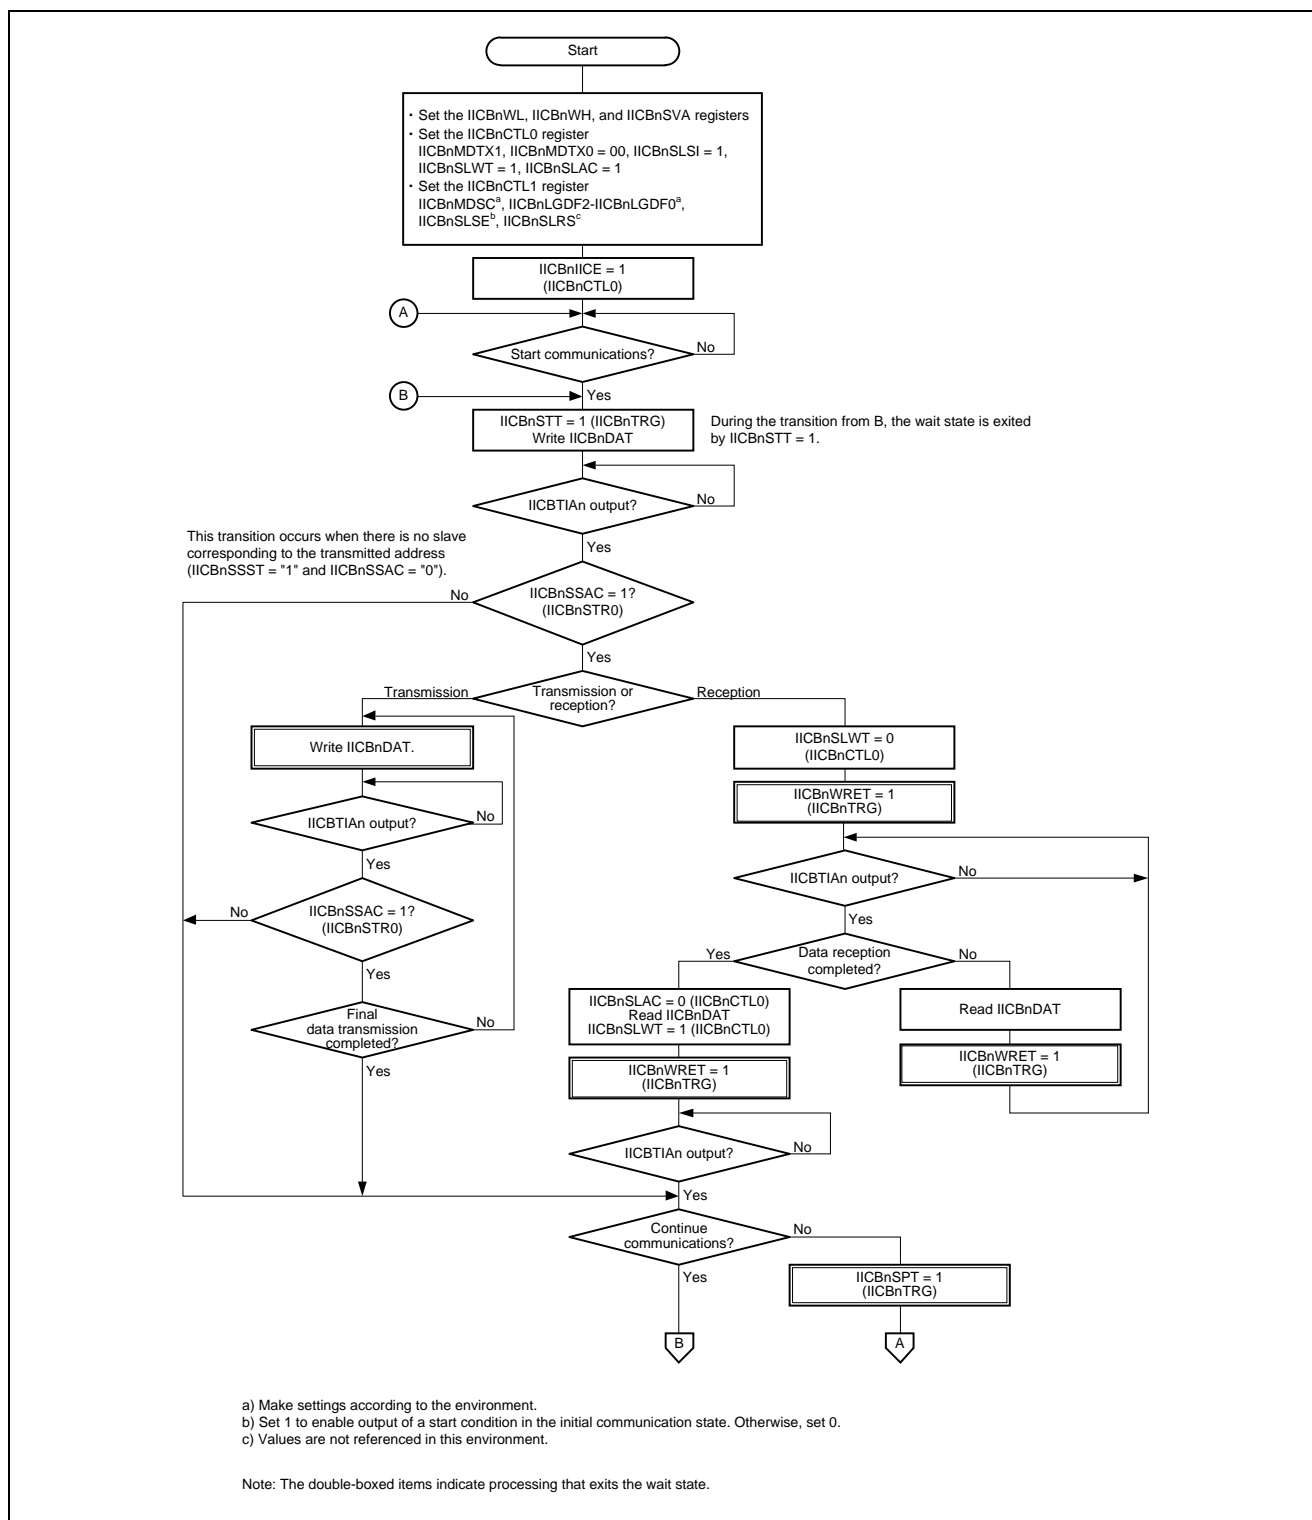 Start
· Set the IICBnWL, IICBnWH, and IICBnSVA registers
· Set the IICBnCTL0 register
IICBnMDTX1, IICBnMDTX0 = 00, IICBnSLSI = 1,
IICBnSLWT = 1, IICBnSLAC = 1
· Set the IICBnCTL1 register
IICBnMDSCa, IICBnLGDF2-IICBnLGDF0a,
IICBnSLSEb, IICBnSLRSc
IICBnIICE = 1
(IICBnCTL0)
A
Start communications?
No
Yes
B
IICBnSTT = 1 (IICBnTRG)
Write IICBnDAT
During the transition from B, the wait state is exited
by IICBnSTT = 1.
IICBTIAn output?
No
Yes
This transition occurs when there is no slave
corresponding to the transmitted address
(IICBnSSST = "1" and IICBnSSAC = "0").
No
IICBnSSAC = 1?
(IICBnSTR0)
Yes
Transmission
Transmission or
reception?
Reception
Write IICBnDAT.
IICBTIAn output?
No
Yes
No
IICBnSSAC = 1?
(IICBnSTR0)
Yes
Final
data transmission
completed?
No
Yes
IICBnSLWT = 0
(IICBnCTL0)
IICBnWRET = 1
(IICBnTRG)
IICBTIAn output?
No
Yes
Yes
Data reception
completed?
No
IICBnSLAC = 0 (IICBnCTL0)
Read IICBnDAT
IICBnSLWT = 1 (IICBnCTL0)
Read IICBnDAT
IICBnWRET = 1
(IICBnTRG)
IICBnWRET = 1
(IICBnTRG)
IICBTIAn output?
No
Yes
Continue
communications?
No
Yes
IICBnSPT = 1
(IICBnTRG)
B
A
a) Make settings according to the environment.
b) Set 1 to enable output of a start condition in the initial communication state. Otherwise, set 0.
c) Values are not referenced in this environment.
Note: The double-boxed items indicate processing that exits the wait state.